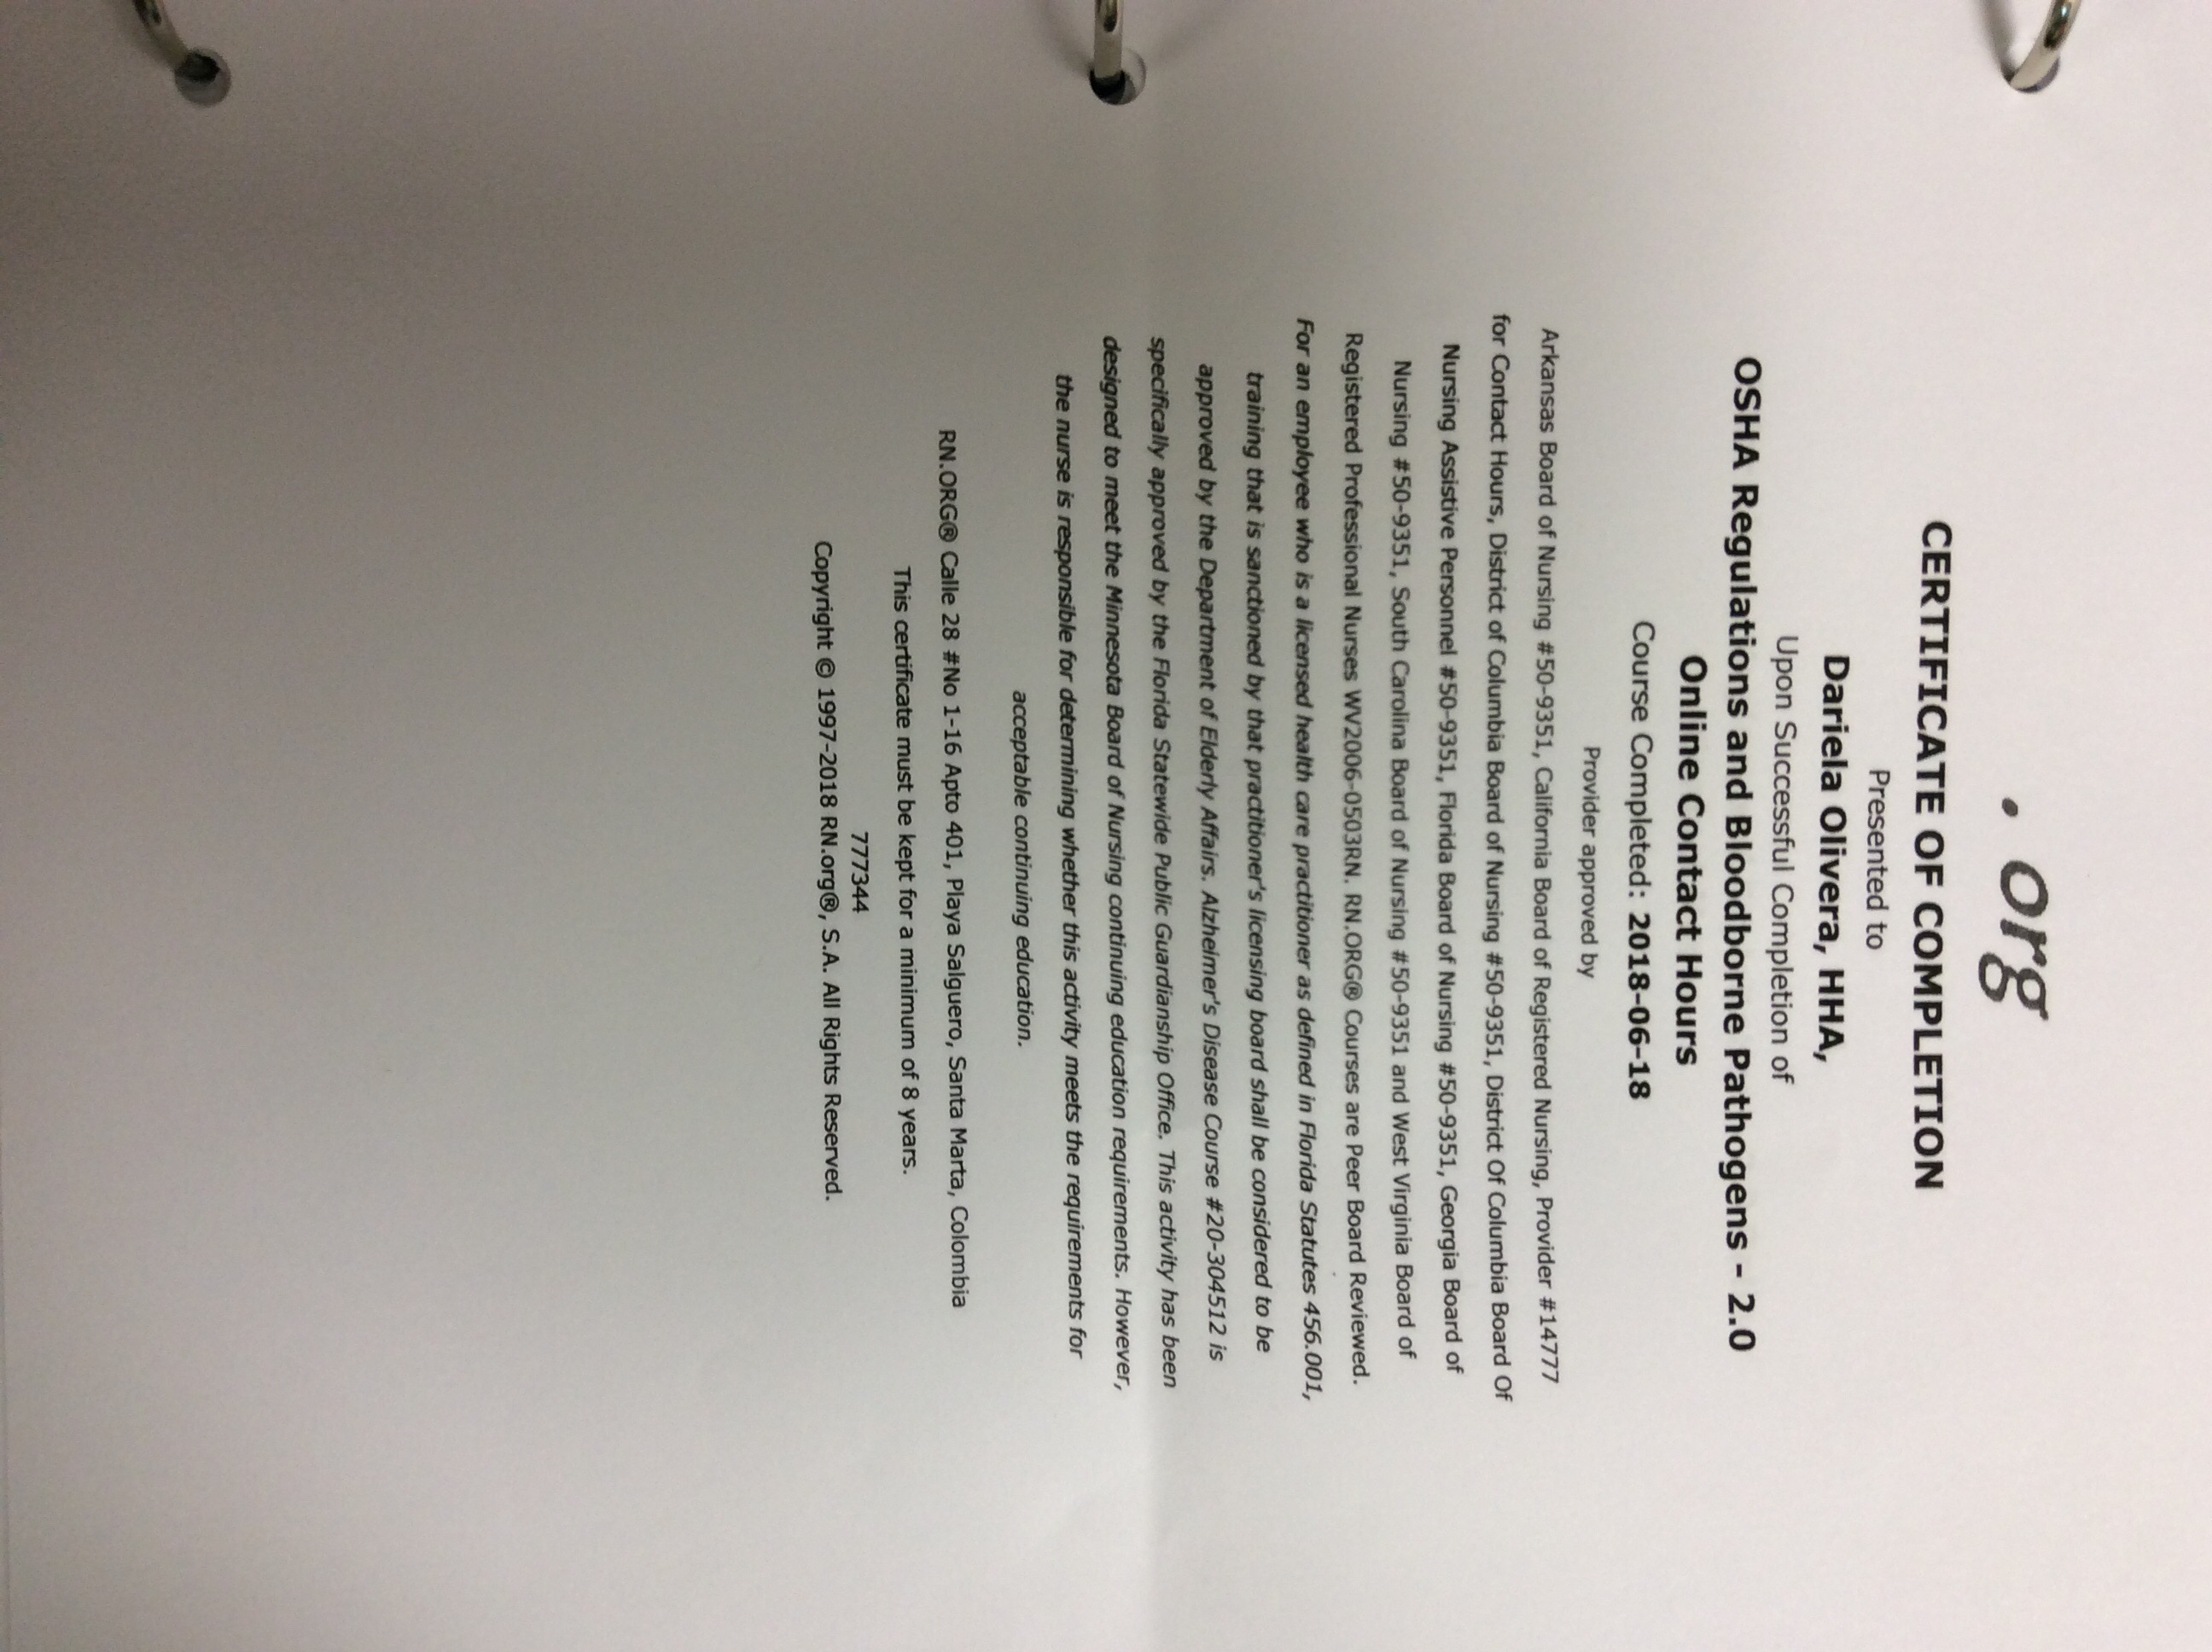 . org
CERTIFICATE OF COMPLETION
Presented to
Dariela Olivera, HHA,
Upon Successful Completion of
OSHA Regulations and Bloodborne Pathogens - 2.0
Online Contact Hours
Course Completed: 2018-06-18
Provider approved by
Arkansas Board of Nursing #50-9351, California Board of Registered Nursing, Provider #14777
for Contact Hours, District of Columbia Board of Nursing #50-9351, District Of Columbia Board Of
Nursing Assistive Personnel #50-9351, Florida Board of Nursing #50-9351, Georgia Board of
Nursing #50-9351, South Carolina Board of Nursing #50-9351 and West Virginia Board of
Registered Professional Nurses WV2006-0503RN. RN.ORG® Courses are Peer Board Reviewed.
For an employee who is a licensed health care practitioner as defined in Florida Statutes 456.001,
training that is sanctioned by that practitioner's licensing board shall be considered to be
approved by the Department of Elderly Affairs. Alzheimer's Disease Course #20-304512 is
specifically approved by the Florida Statewide Public Guardianship Office. This activity has been
designed to meet the Minnesota Board of Nursing continuing education requirements. However,
the nurse is responsible for determining whether this activity meets the requirements for
acceptable continuing education.
RN.ORG® Calle 28 #No 1-16 Apto 401, Playa Salguero, Santa Marta, Colombia
This certificate must be kept for a minimum of 8 years.
777344
Copyright © 1997-2018 RN.org®, S.A. All Rights Reserved.